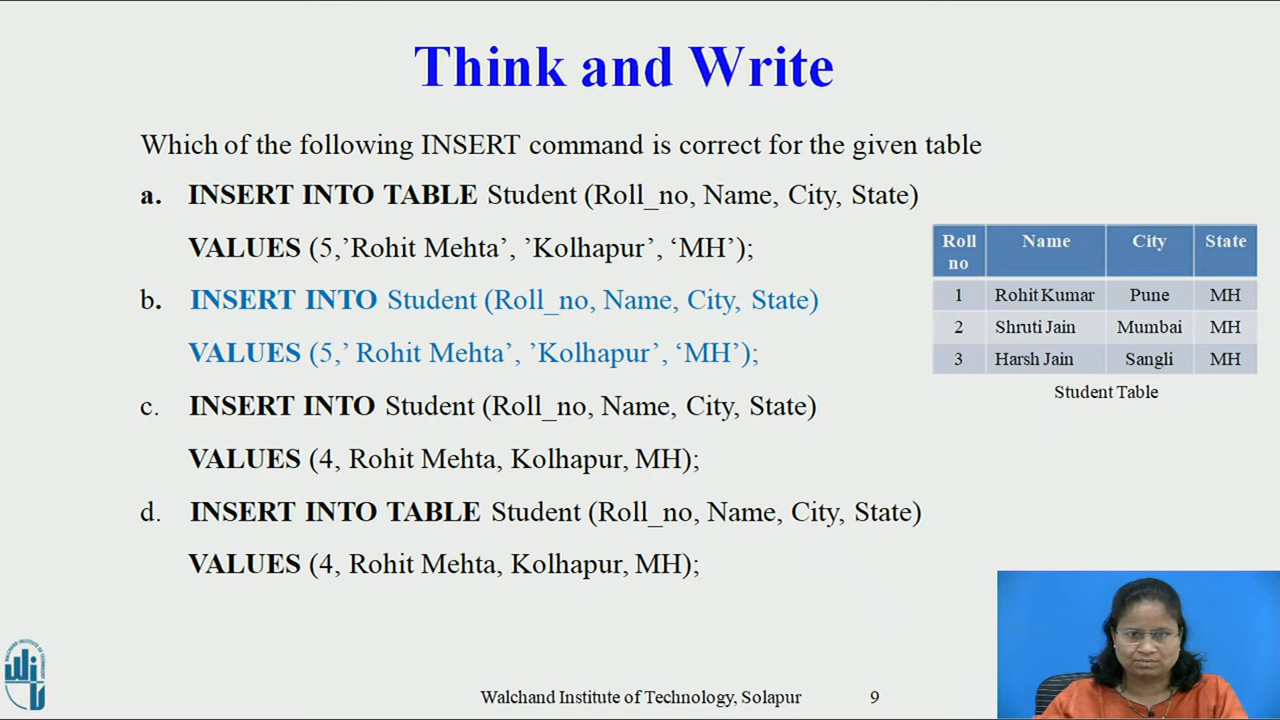 Think and Write
Which of the following INSERT command is correct for the given table
a. INSERT INTO TABLE Student (Roll_no, Name, City, State)
VALUES (5,’Rohit Mehta’, ’Kolhapur’, ‘MH’);
b. INSERT INTO Student (Roll_no, Name, City, State)
VALUES (5,’ Rohit Mehta’, ’Kolhapur’, ‘MH’);
c. INSERT INTO Student (Roll_no, Name, City, State)
VALUES (4, Rohit Mehta, Kolhapur, MH);
d. INSERT INTO TABLE Student (Roll_no, Name, City, State)
VALUES (4, Rohit Mehta, Kolhapur, MH);
Roll no Name City State
1 Rohit Kumar Pune MH
2 Shruti Jain Mumbai MH
3 Harsh Jain Sangli MH
Student Table
WALCHAND INSTITUTE OF TECHNOLOGY
Walchand Institute of Technology, Solapur 9